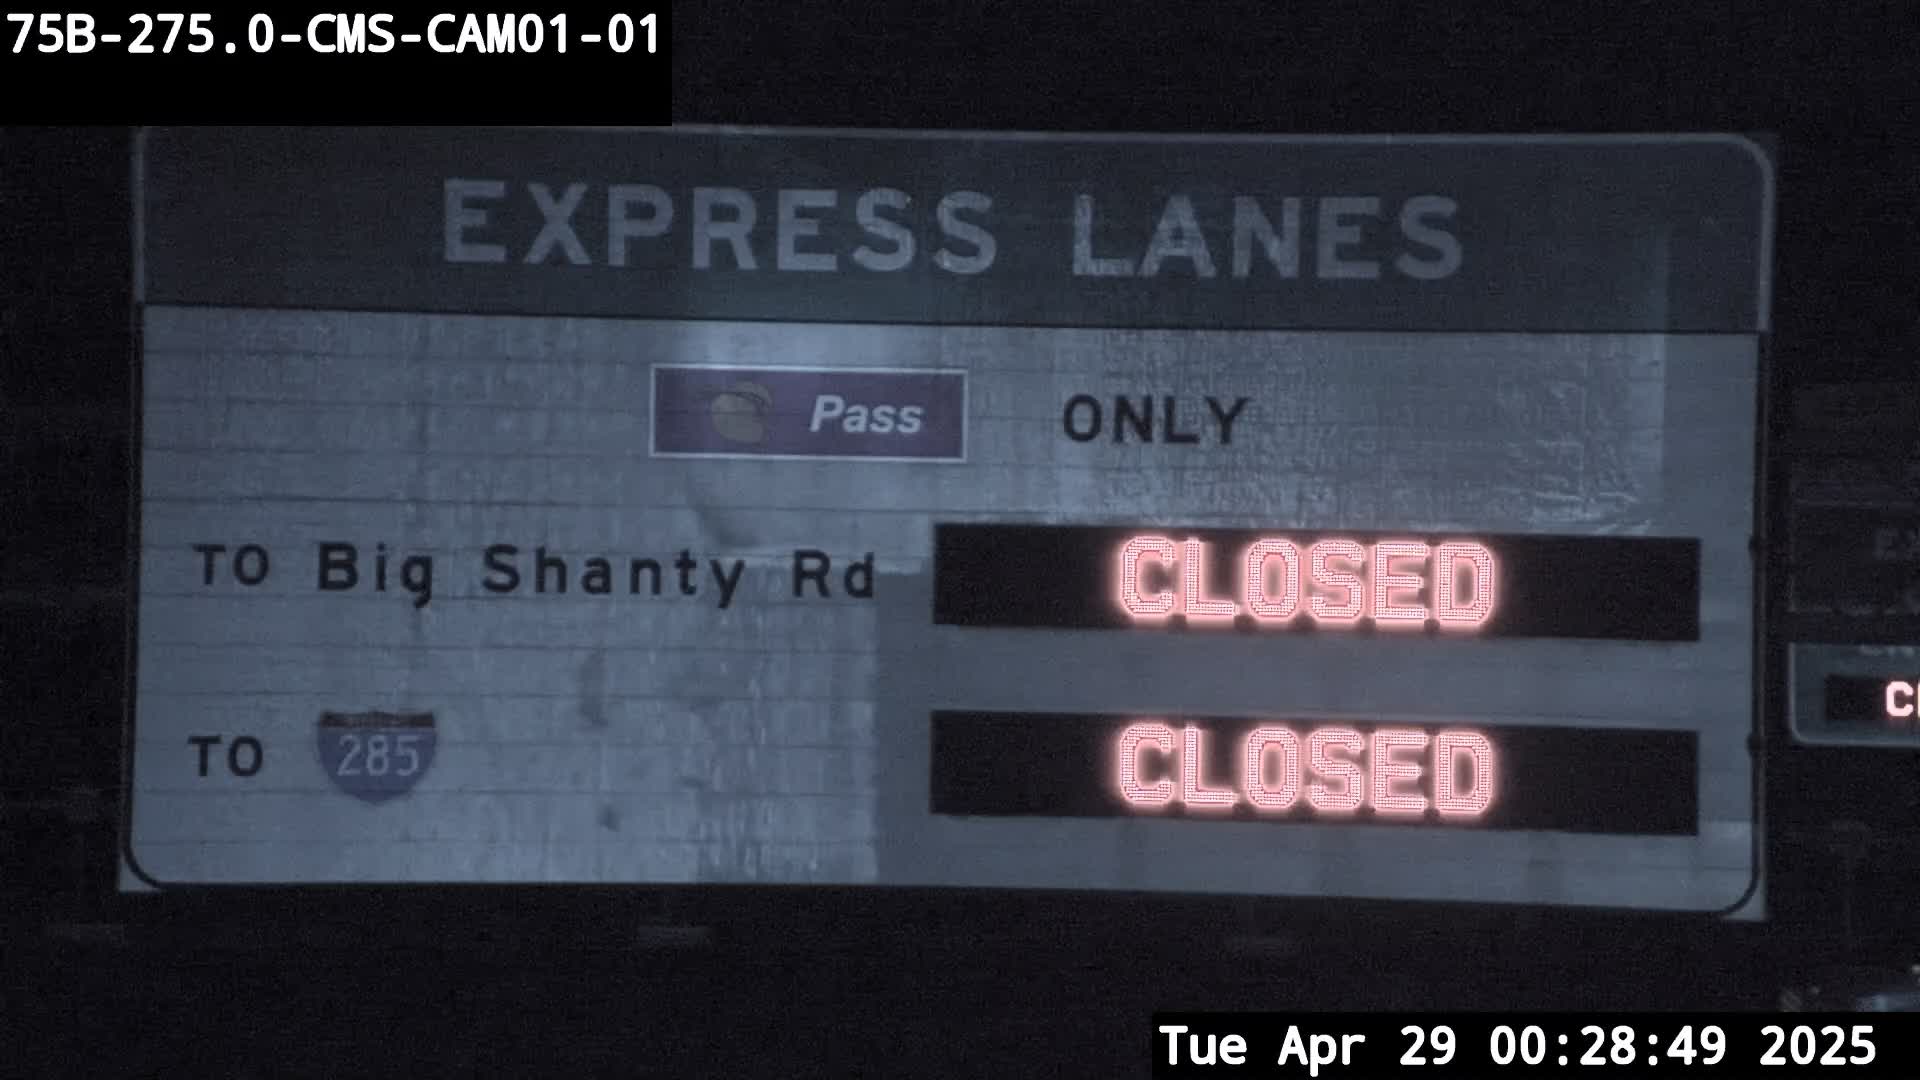 75B-275.0-CMS-CAM01-01
EXPRESS LANES
Pass ONLY
TO Big Shanty Rd CLOSED
TO 285 CLOSED
Tue Apr 29 00:28:49 2025